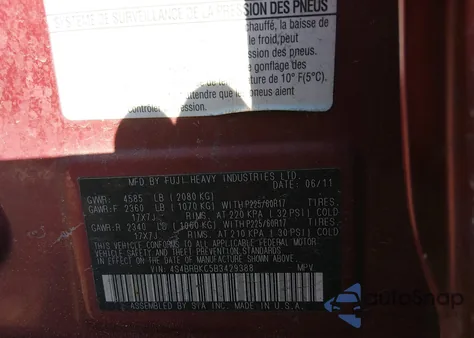 SYSTÈME DE SURVEILLANCE DE LA PRESSION DES PNEUS
chauffé, la baisse de
le froid, peut
gonflage des
température de 10° F(5°C).
attendre que les
pneus aient
contrôler la pression.
MFD. BY FUJI HEAVY INDUSTRIES LTD.
DATE: 06/11
GVWR: 4585 LB (2080 KG)
GAWR:F 2360 LB (1070 KG) WITH P225/60R17 TIRES,
17X7J RIMS, AT 220 KPA (32 PSI) COLD
GAWR:R 2340 LB (1060 KG) WITH P225/60R17 TIRES,
17X7J RIMS, AT 210 KPA (30 PSI) COLD
THIS VEHICLE CONFORMS TO ALL APPLICABLE
U.S. FEDERAL MOTOR VEHICLE SAFETY
AND THEFT PREVENTION STANDARDS
IN EFFECT ON THE DATE OF
MANUFACTURE SHOWN ABOVE.
VIN: 4S4BRBKC5B3429388 MPV
ASSEMBLED BY SIA INC. MADE IN U.S.A.
AutoSnap